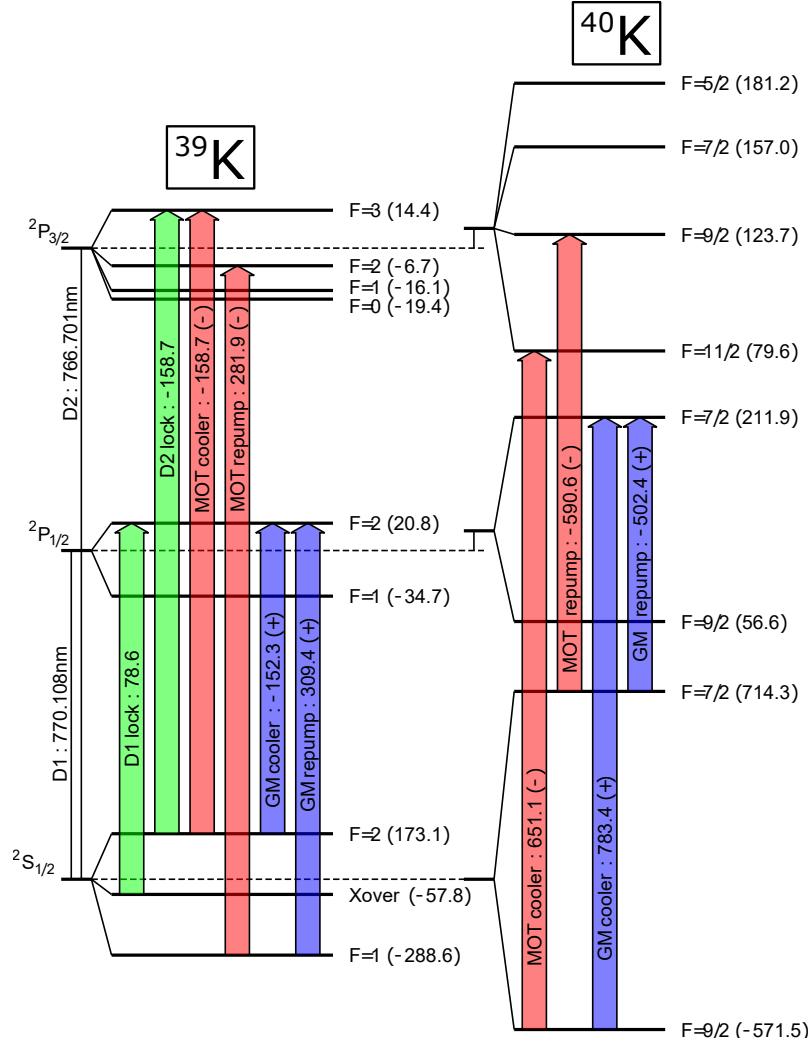 40K
F=5/2 (181.2)
F=7/2 (157.0)
39K
F=3 (14.4)
F=9/2 (123.7)
2P3/2
F=2 (-6.7)
F=1 (-16.1)
F=0 (-19.4)
F=11/2 (79.6)
D2 : 766.701nm
D2 lock : -158.7
MOT cooler : -158.7 (-)
MOT repump : 281.9 (-)
F=7/2 (211.9)
MOT repump : -590.6 (-)
GM repump : -502.4 (+)
2P1/2
F=2 (20.8)
F=1 (-34.7)
F=9/2 (56.6)
D1 : 770.108nm
D1 lock : 78.6
GM cooler : -152.3 (+)
GM repump : 309.4 (+)
F=7/2 (714.3)
MOT cooler : 651.1 (-)
GM cooler : 783.4 (+)
F=2 (173.1)
2S1/2
Xover (-57.8)
F=1 (-288.6)
F=9/2 (-571.5)